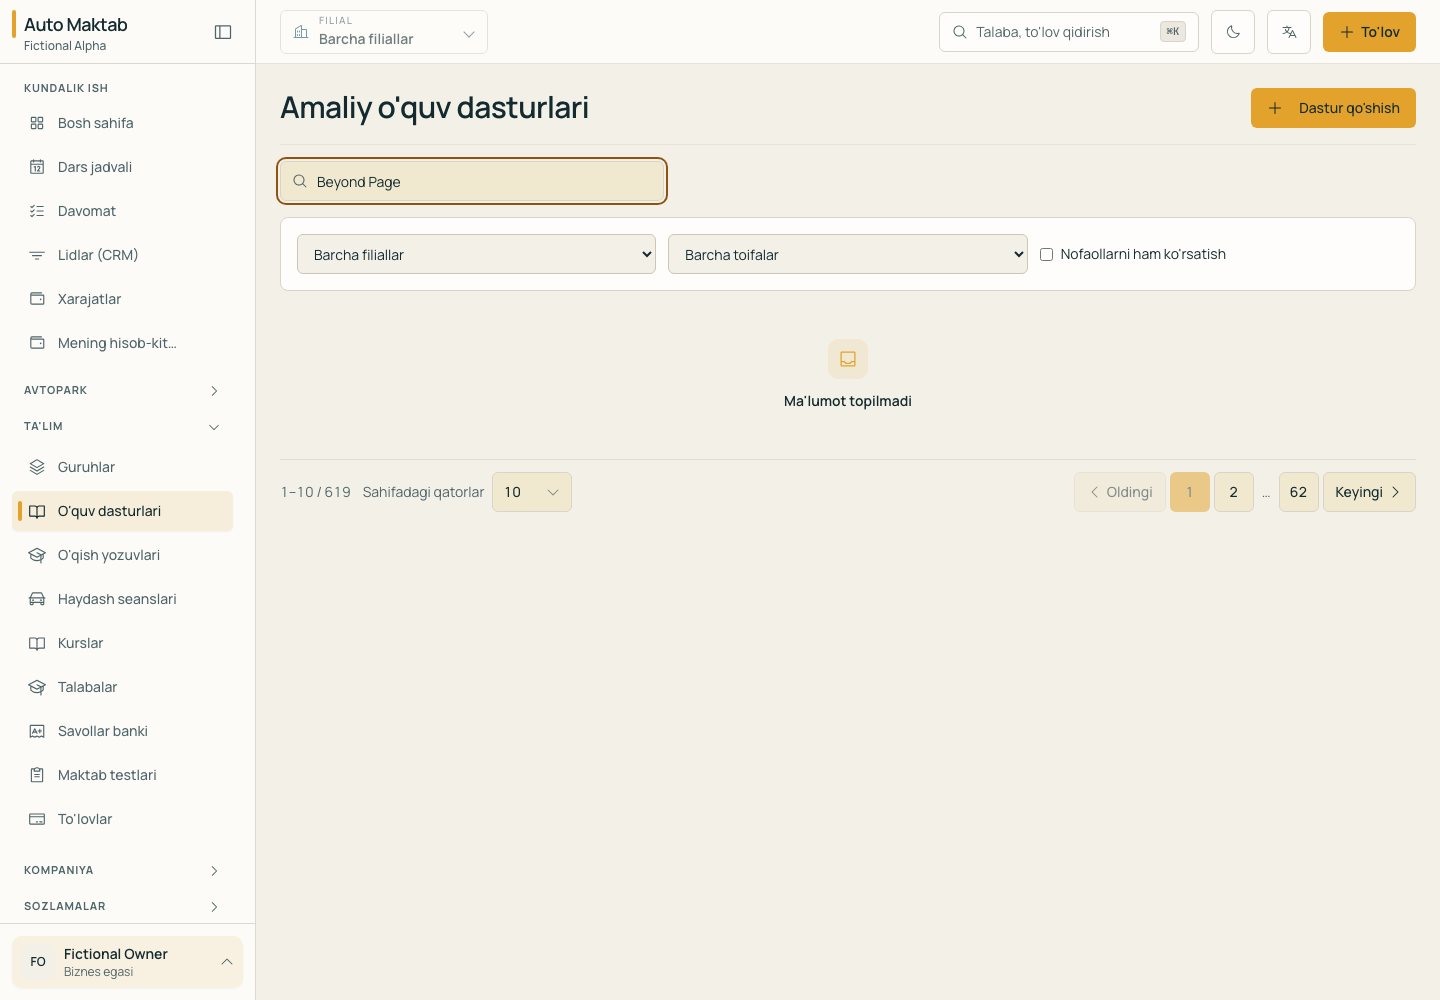 Auto Maktab
Fictional Alpha
KUNDALIK ISH
Bosh sahifa
Dars jadvali
Davomat
Lidlar (CRM)
Xarajatlar
Mening hisob-kit...
AVTOPARK
TA'LIM
Guruhlar
O'quv dasturlari
O'qish yozuvlari
Haydash seanslari
Kurslar
Talabalar
Savollar banki
Maktab testlari
To'lovlar
KOMPANIYA
SOZLAMALAR
FO
Fictional Owner
Biznes egasi
FILIAL
Barcha filiallar
Talaba, to'lov qidirish
⌘K
To'lov
Amaliy o'quv dasturlari
Dastur qo'shish
Beyond Page
Barcha filiallar
Barcha toifalar
Nofaollarni ham ko'rsatish
Ma'lumot topilmadi
1–10 / 619 Sahifadagi qatorlar 10
Oldingi 1 2 ... 62 Keyingi